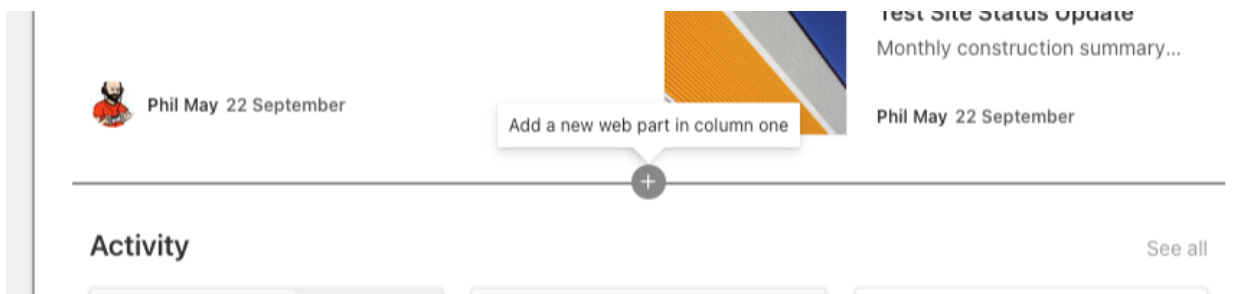 Test Site Status Update
Monthly construction summary...
Phil May 22 September
Add a new web part in column one
Phil May 22 September
Activity
See all